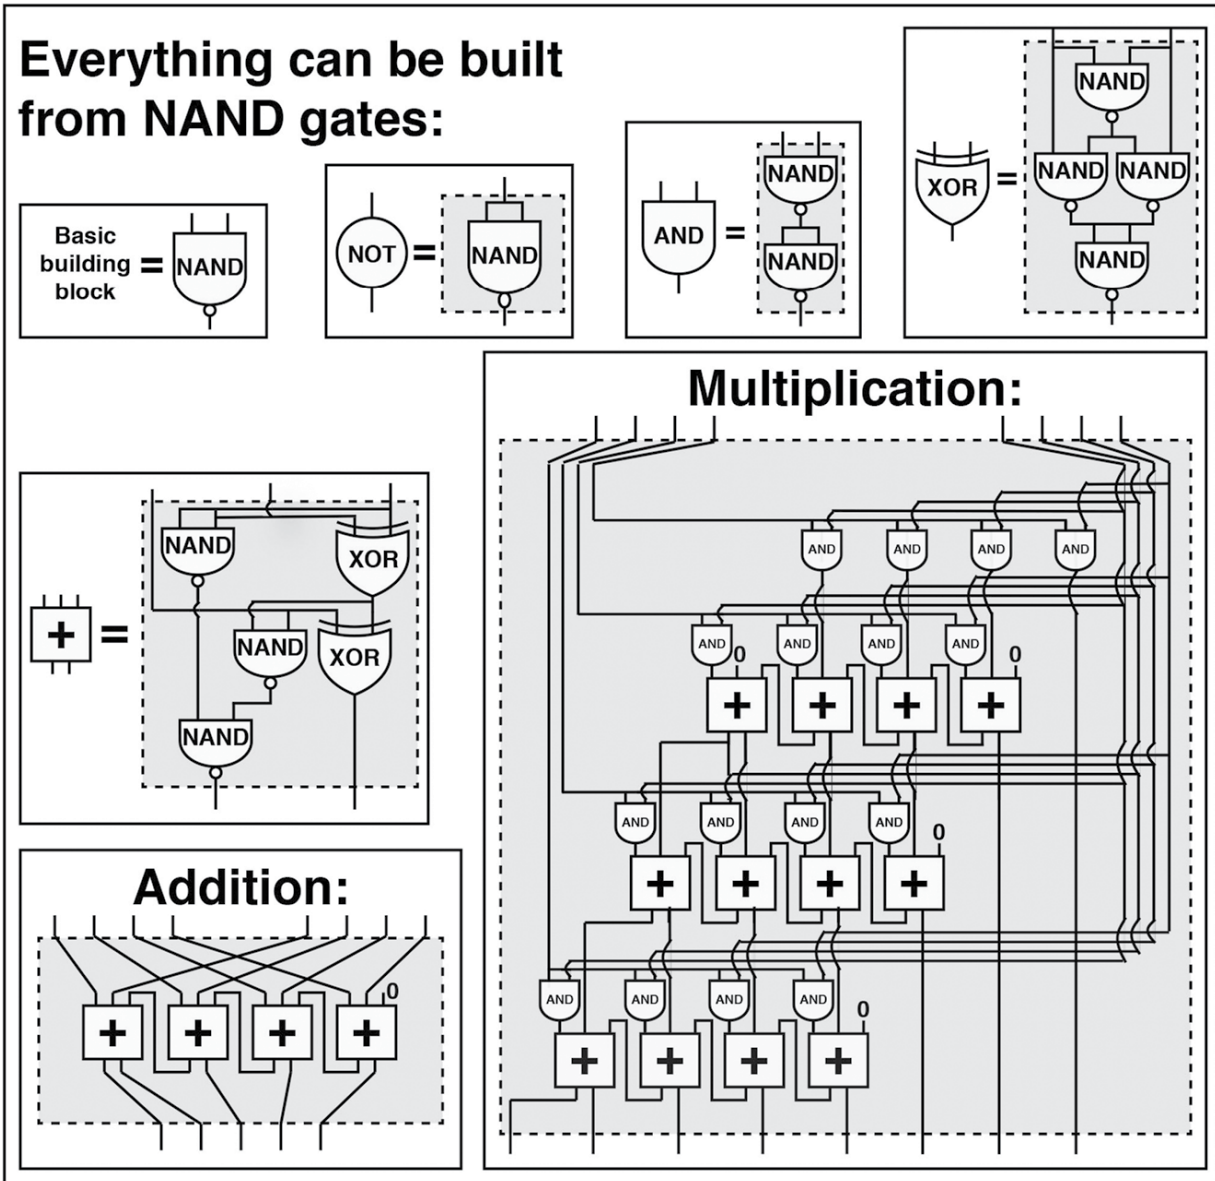 Everything can be built
from NAND gates:
Basic
building
block
=
NAND
NOT
=
NAND
AND
=
NAND
NAND
XOR
=
NAND
NAND NAND
NAND
+
=
NAND
XOR
NAND
XOR
NAND
Addition:
0
+ + + +
Multiplication:
AND AND AND AND
AND AND AND AND
0 0
+ + + +
AND AND AND AND
0
+ + + +
AND AND AND AND
0
+ + + +